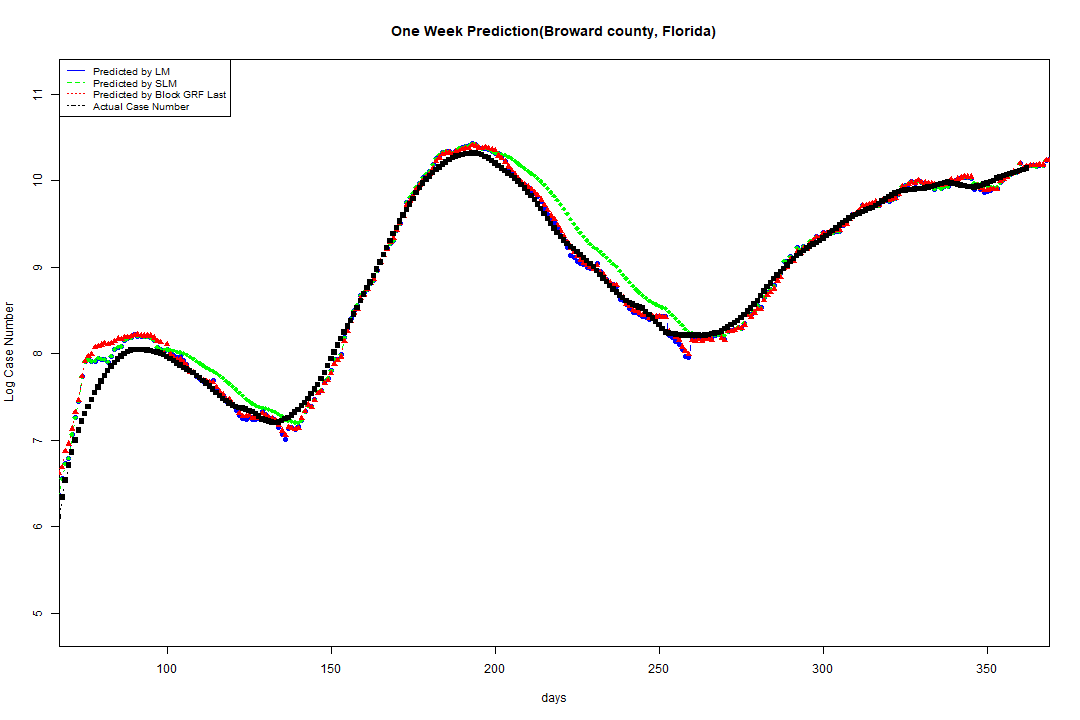 One Week Prediction(Broward county, Florida)
Predicted by LM
Predicted by SLM
Predicted by Block GRF Last
Actual Case Number
11
10
9
8
7
6
5
Log Case Number
100 150 200 250 300 350
days